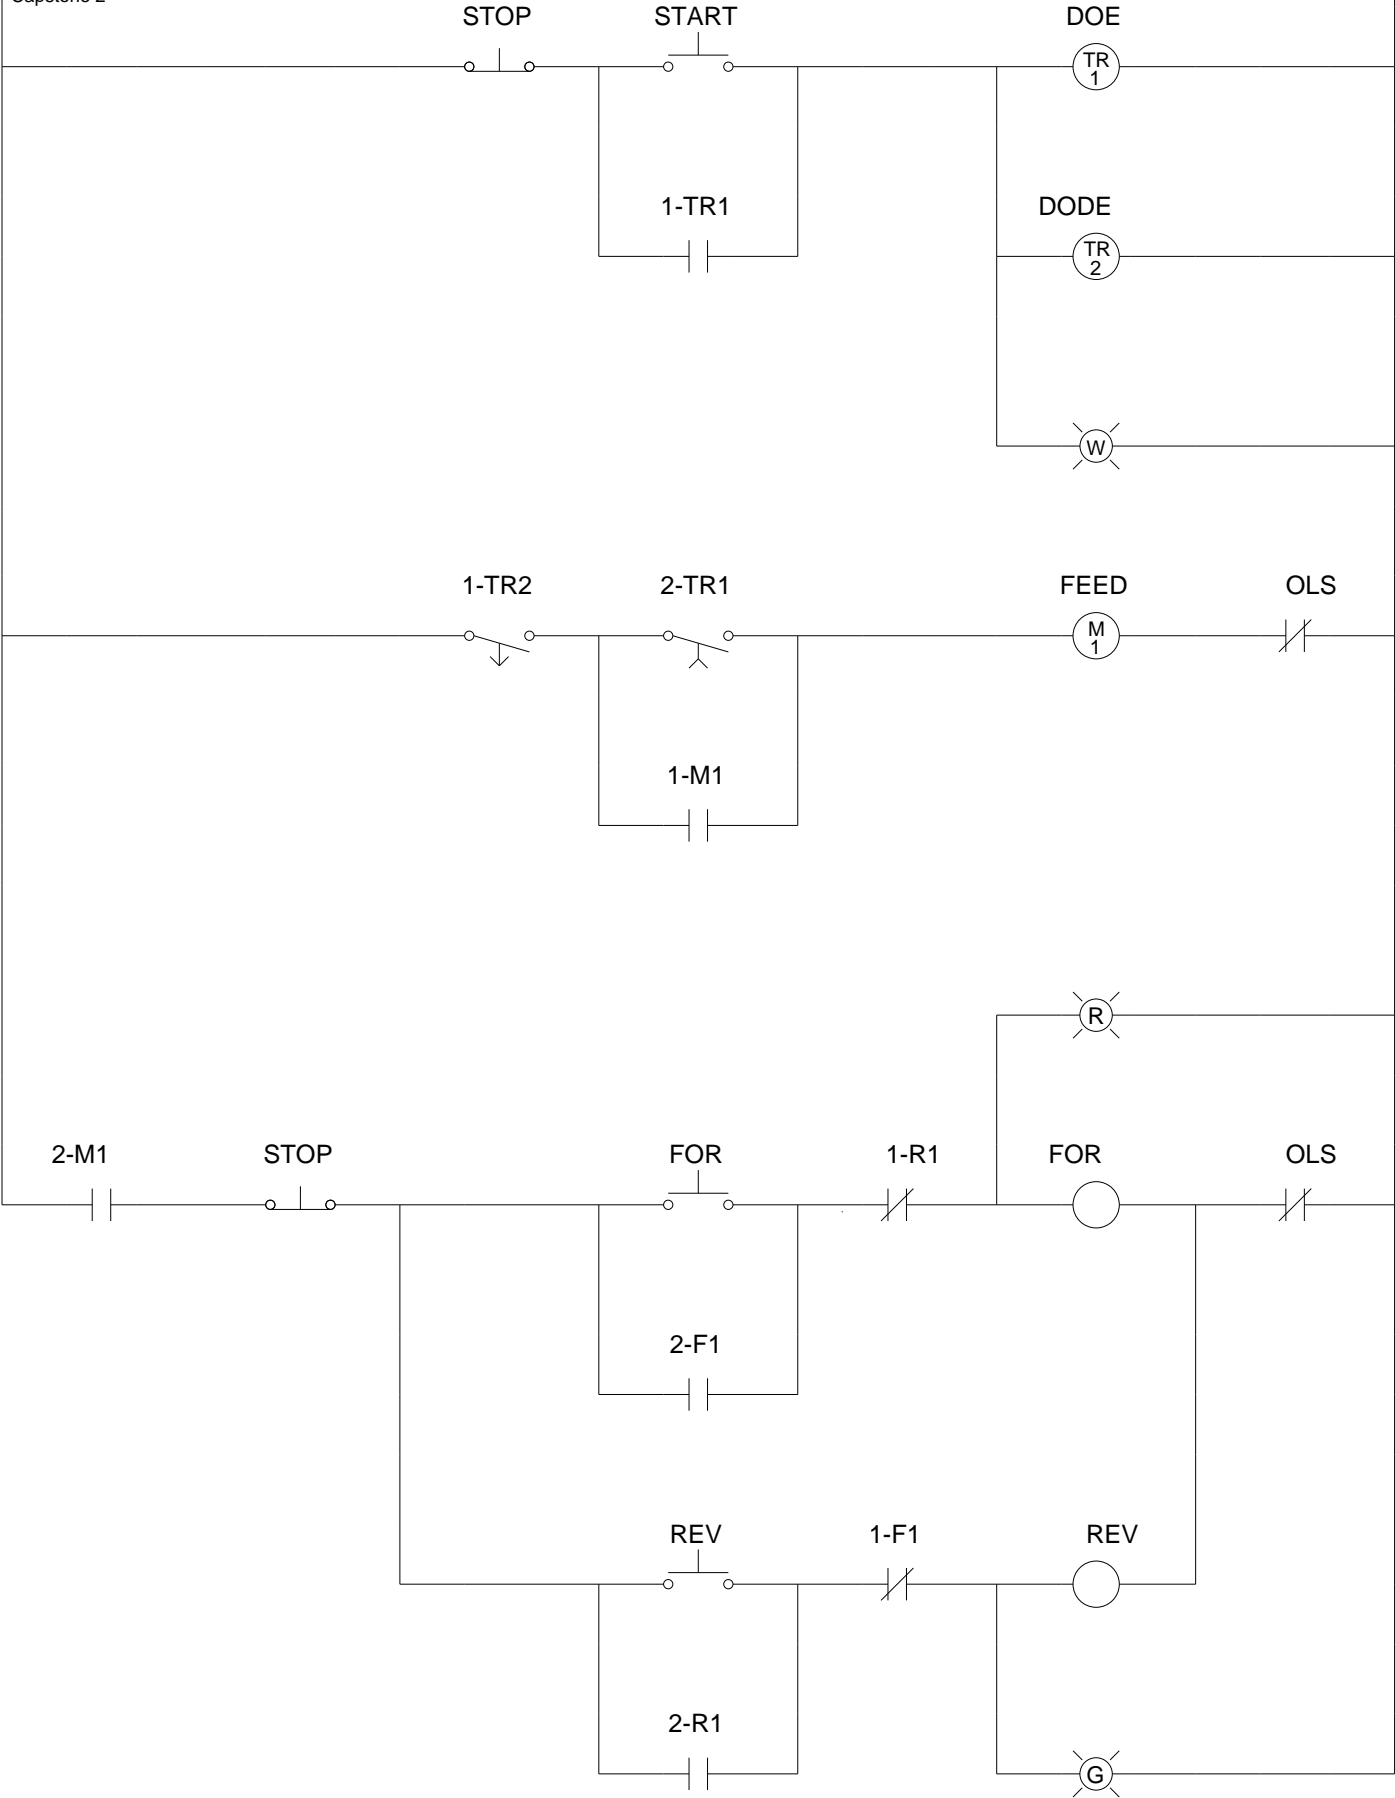 Capstone 2
STOP START DOE
TR
1
1-TR1 DODE
TR
2
W
1-TR2 2-TR1 FEED OLS
M
1
1-M1
R
2-M1 STOP FOR 1-R1 FOR OLS
2-F1
REV 1-F1 REV
2-R1
G